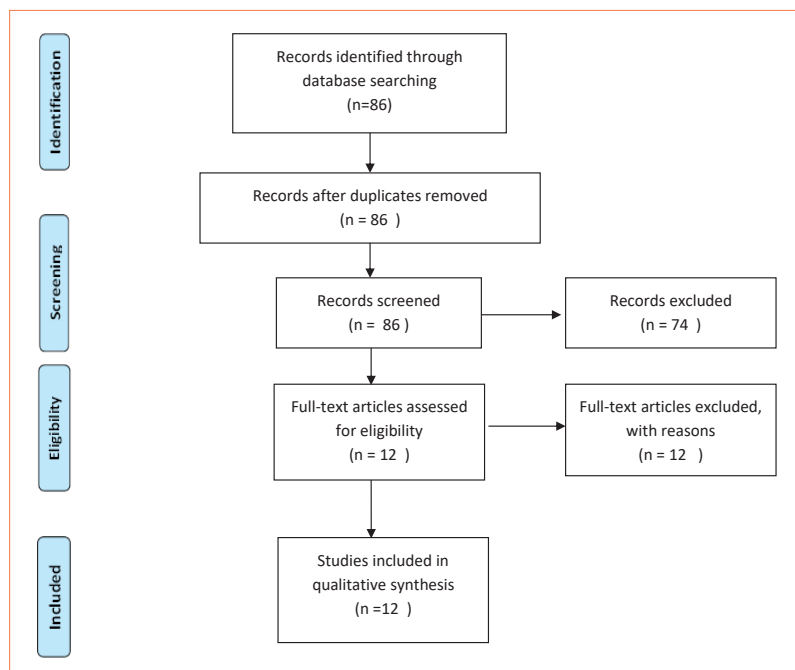 Identification
Records identified through
database searching
(n=86)
Records after duplicates removed
(n = 86 )
Screening
Records screened
(n = 86 )
Records excluded
(n = 74 )
Eligibility
Full-text articles assessed
for eligibility
(n = 12 )
Full-text articles excluded,
with reasons
(n = 12 )
Included
Studies included in
qualitative synthesis
(n =12 )